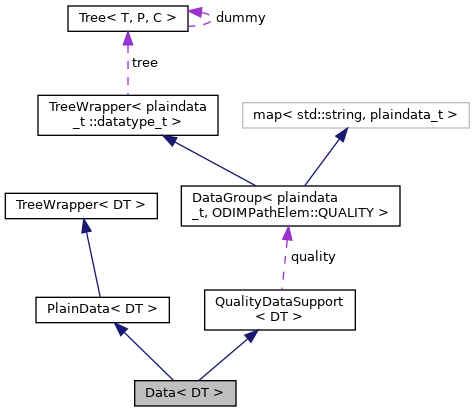 Tree< T, P, C >
dummy
tree
TreeWrapper< plaindata
_t ::datatype_t >
map< std::string, plaindata_t >
DataGroup< plaindata
_t, ODIMPathElem::QUALITY >
TreeWrapper< DT >
quality
QualityDataSupport
< DT >
PlainData< DT >
Data< DT >